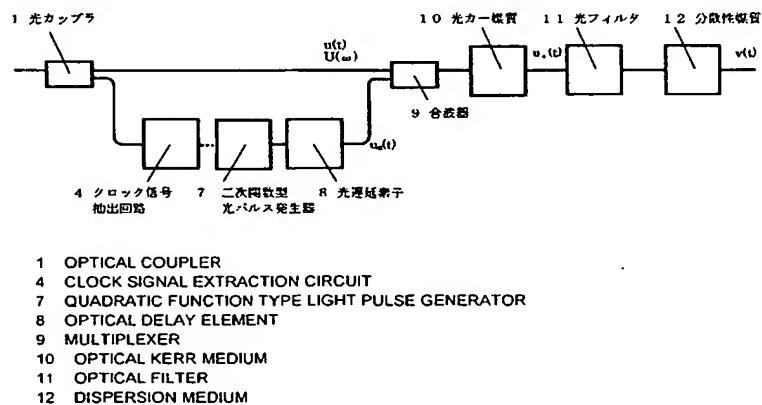 1 光カップラ
10 光カー媒質
11 光フィルタ
12 分散性媒質
u(t)
U(ω)
u₊(t)
v(t)
9 合波器
uₑ(t)
4 クロック信号
抽出回路
7 二次関数型
光パルス発生器
8 光遅延素子
1 OPTICAL COUPLER
4 CLOCK SIGNAL EXTRACTION CIRCUIT
7 QUADRATIC FUNCTION TYPE LIGHT PULSE GENERATOR
8 OPTICAL DELAY ELEMENT
9 MULTIPLEXER
10 OPTICAL KERR MEDIUM
11 OPTICAL FILTER
12 DISPERSION MEDIUM